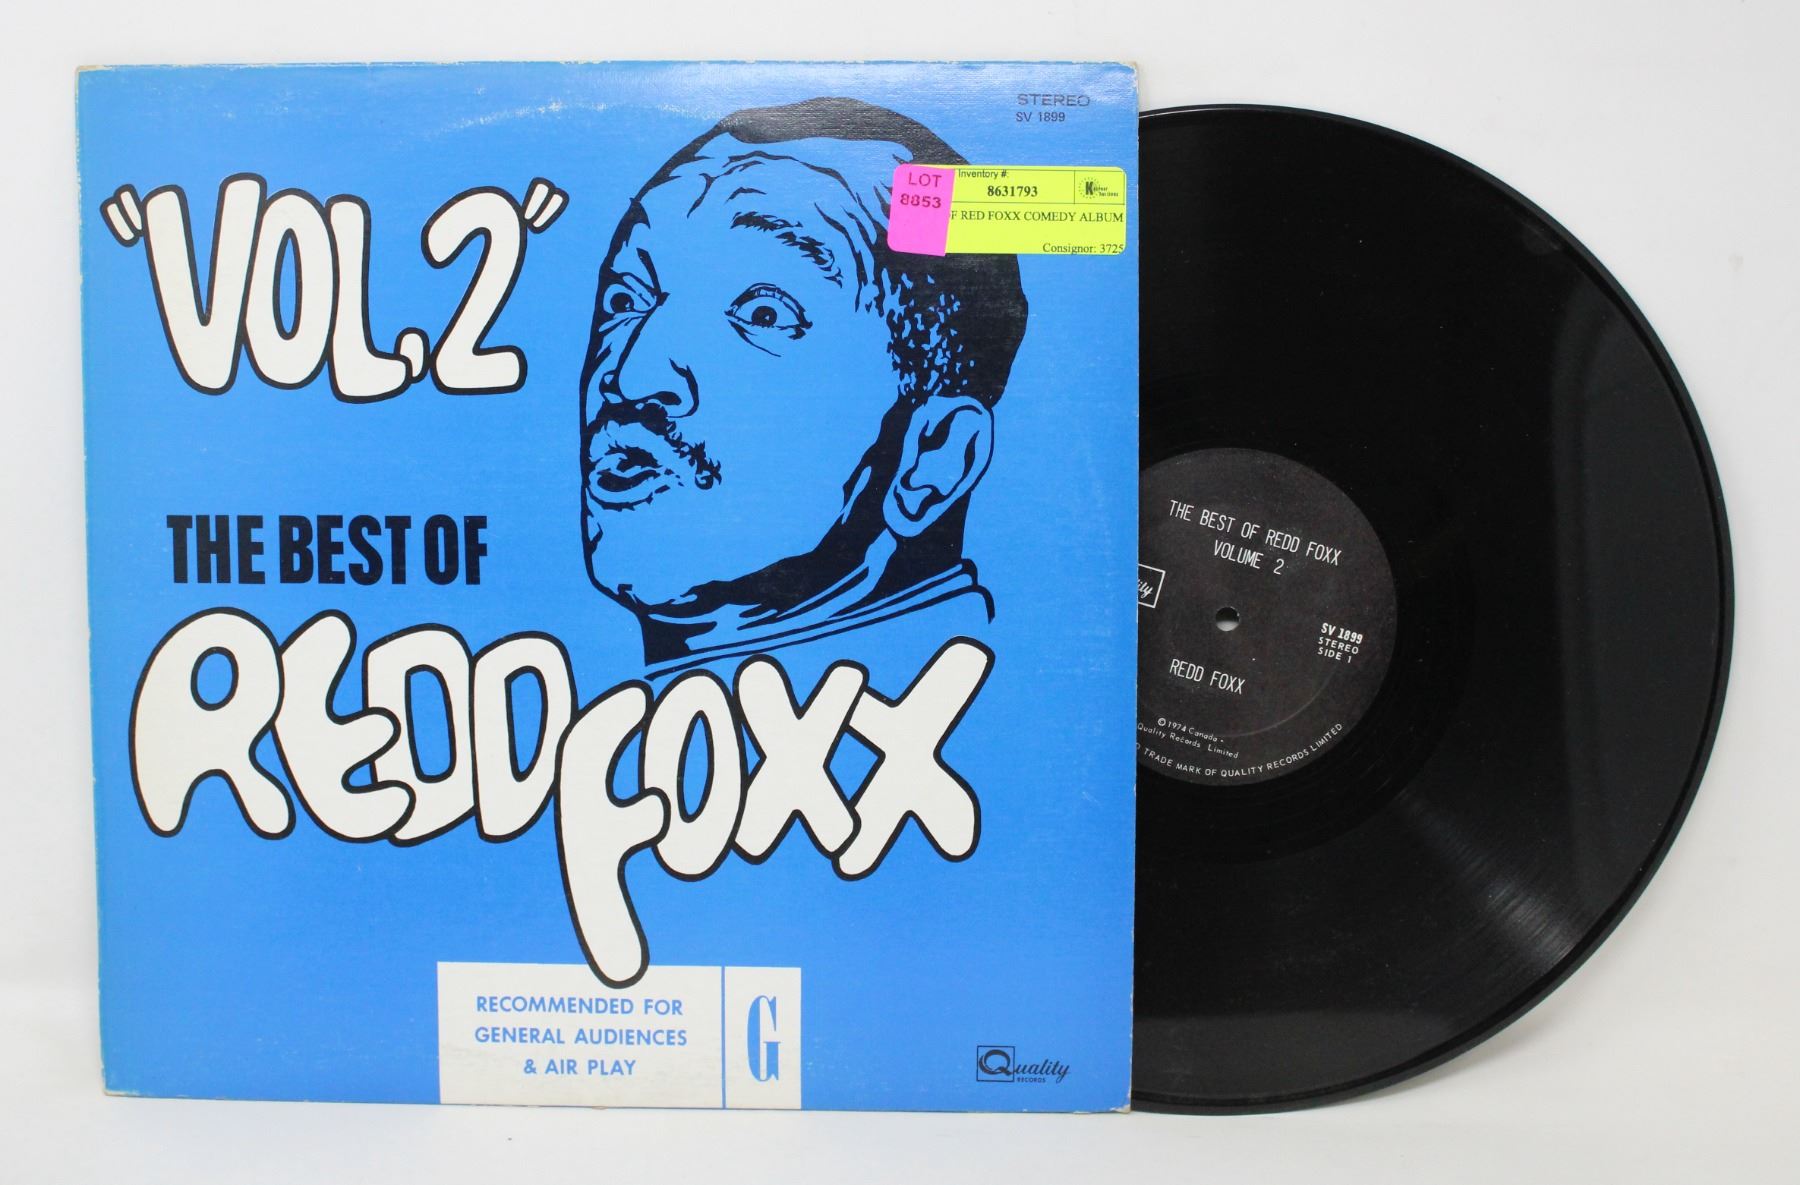 STEREO
SV 1899
"VOL, 2"
LOT
8853
Inventory #:
8631793
RED FOXX COMEDY ALBUM
Consignor: 3725
THE BEST OF
REDD FOXX
RECOMMENDED FOR
GENERAL AUDIENCES
& AIR PLAY
G
Quality
RECORDS
THE BEST OF REDD FOXX
VOLUME 2
SV 1899
STEREO
SIDE 1
REDD FOXX
©1974 Canada -
Quality Records Limited
TRADE MARK OF QUALITY RECORDS LIMITED